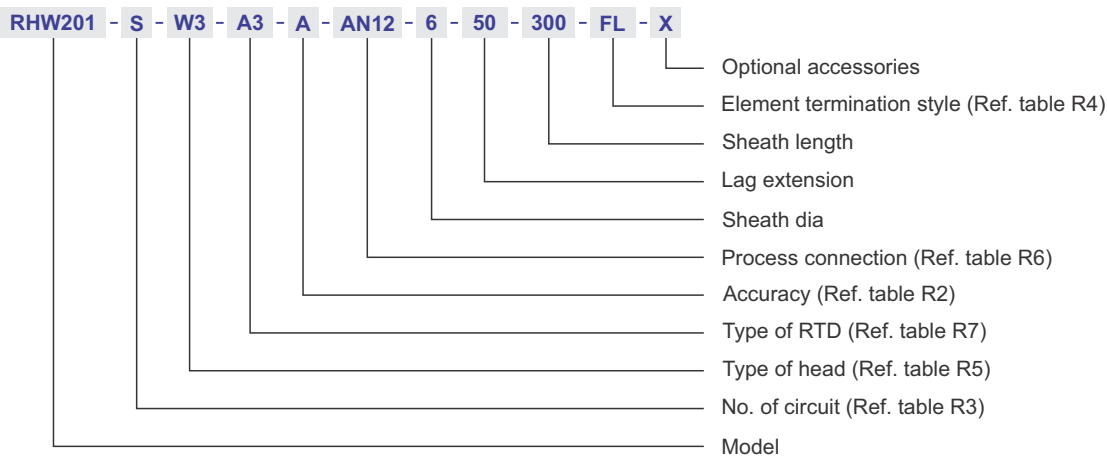 RHW201 - S - W3 - A3 - A - AN12 - 6 - 50 - 300 - FL - X
Optional accessories
Element termination style (Ref. table R4)
Sheath length
Lag extension
Sheath dia
Process connection (Ref. table R6)
Accuracy (Ref. table R2)
Type of RTD (Ref. table R7)
Type of head (Ref. table R5)
No. of circuit (Ref. table R3)
Model